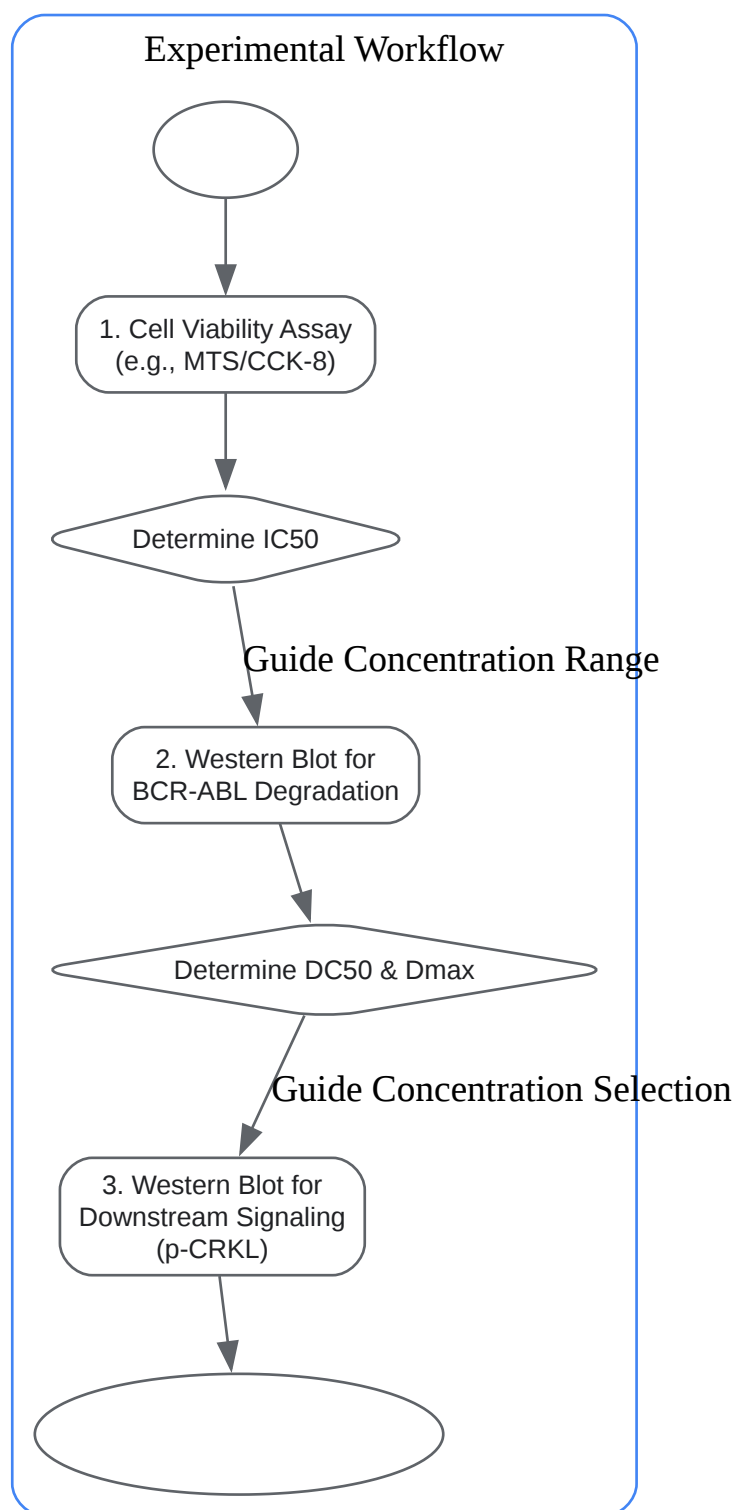 Experimental Workflow
1. Cell Viability Assay
(e.g., MTS/CCK-8)
Determine IC50
Guide Concentration Range
2. Western Blot for
BCR-ABL Degradation
Determine DC50 & Dmax
Guide Concentration Selection
3. Western Blot for
Downstream Signaling
(p-CRKL)